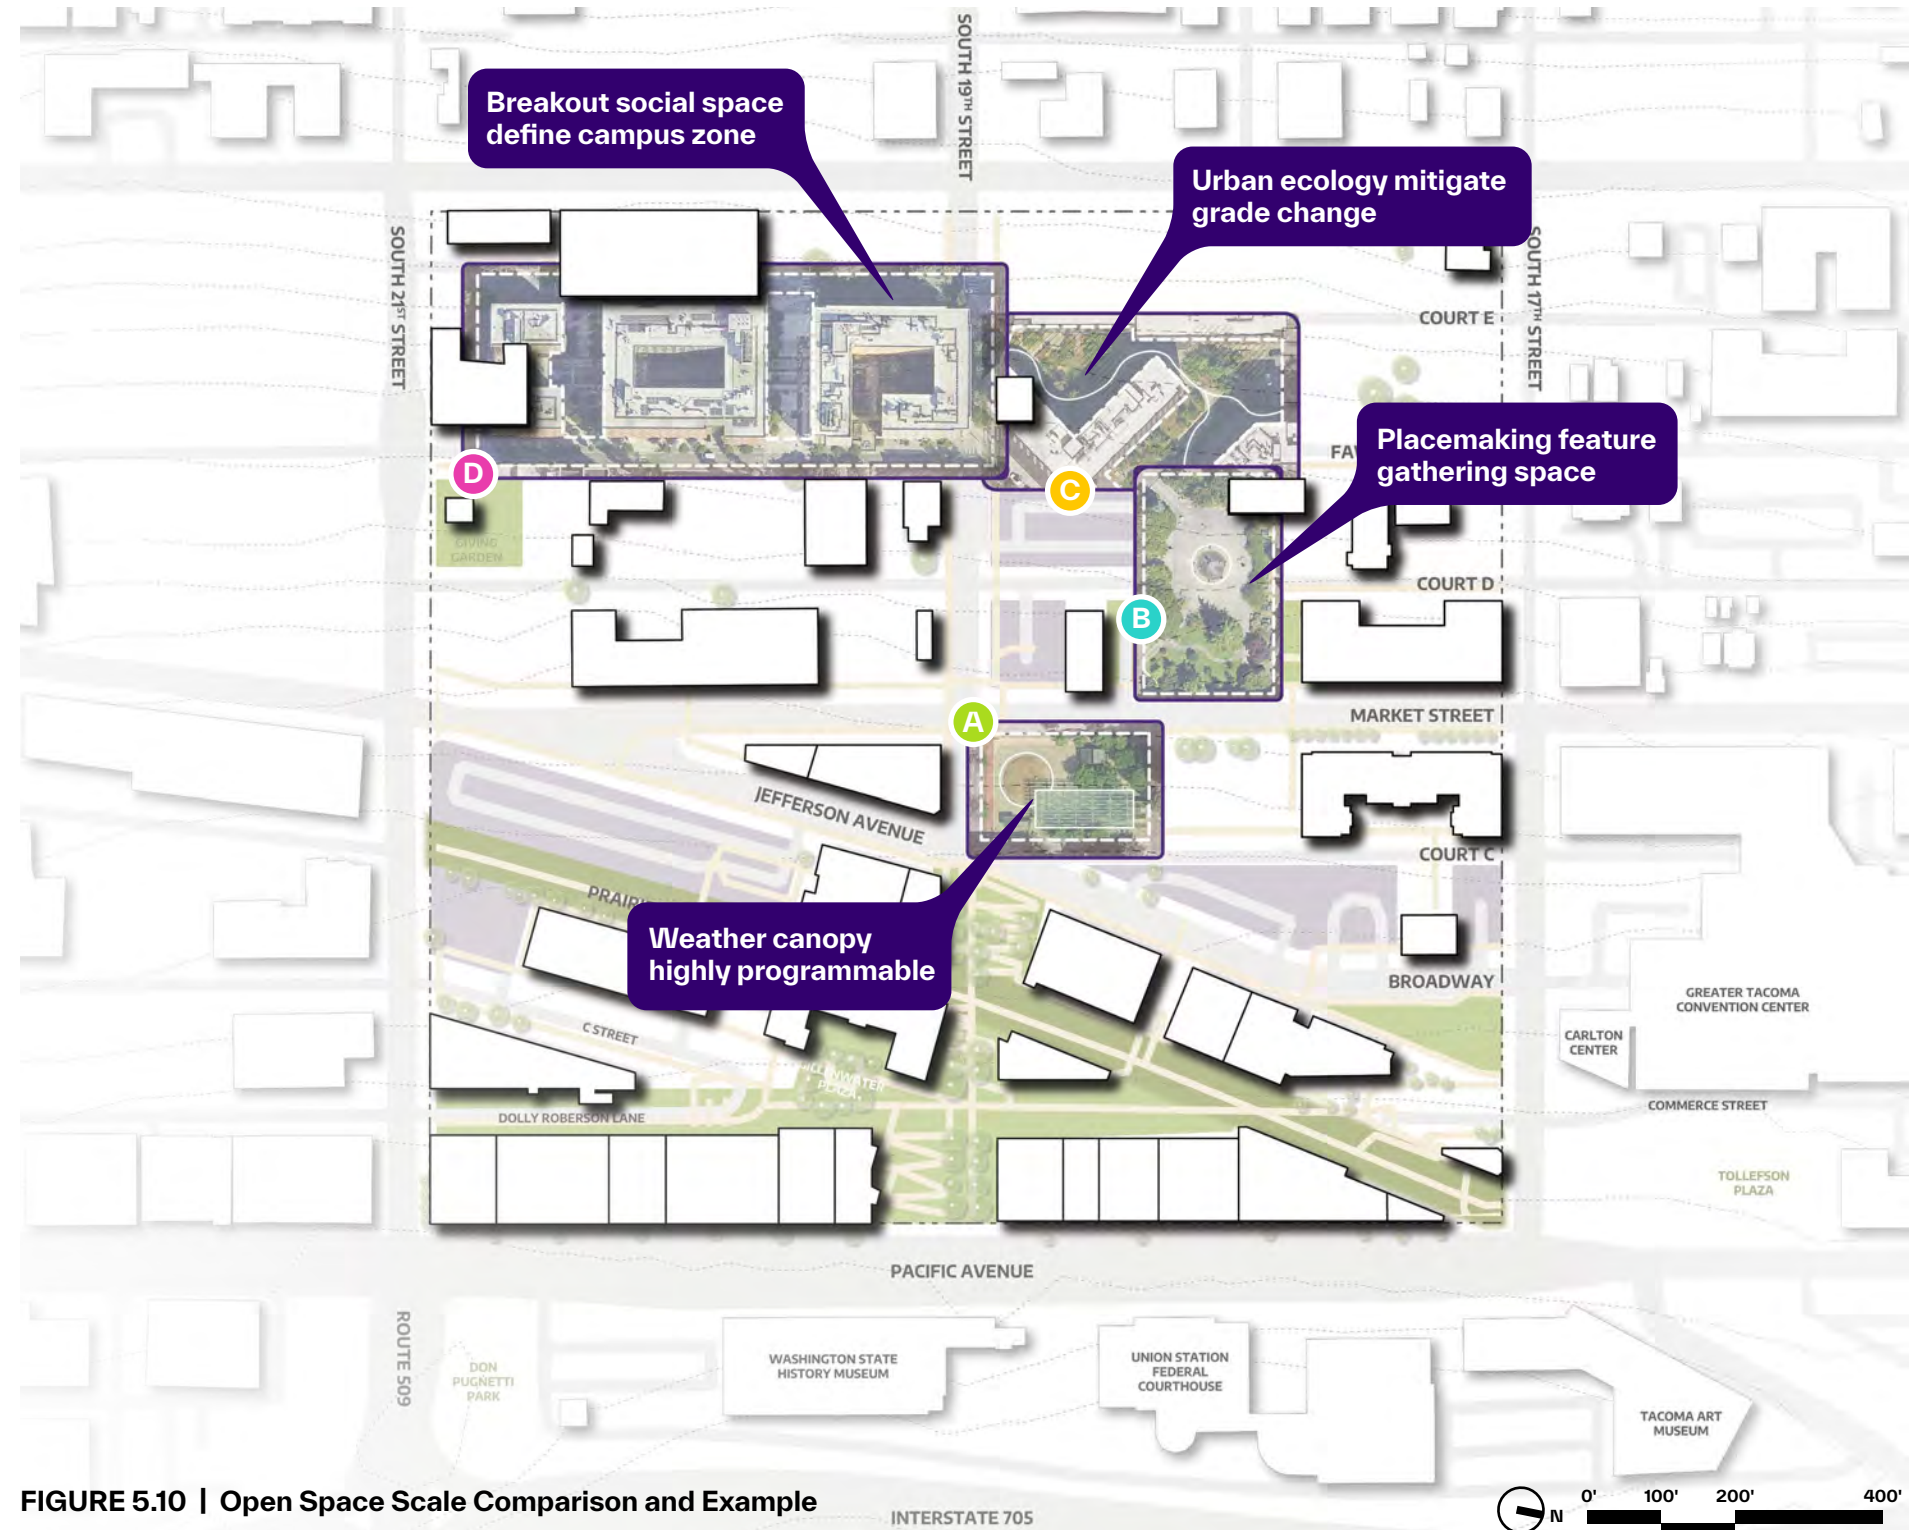 SOUTH 19TH STREET
Breakout social space
define campus zone
Urban ecology mitigate
grade change
SOUTH 21ST STREET
SOUTH 17TH STREET
COURT E
Placemaking feature
gathering space
D
C
GIVING
GARDEN
COURT D
B
MARKET STREET
A
JEFFERSON AVENUE
COURT C
Weather canopy
highly programmable
BROADWAY
GREATER TACOMA
CONVENTION CENTER
C STREET
CARLTON
CENTER
PLAZA
DOLLY ROBERSON LANE
COMMERCE STREET
TOLLEFSON
PLAZA
PACIFIC AVENUE
ROUTE 509
DON
PUGNETTI
PARK
WASHINGTON STATE
HISTORY MUSEUM
UNION STATION
FEDERAL
COURTHOUSE
TACOMA ART
MUSEUM
FIGURE 5.10 | Open Space Scale Comparison and Example
INTERSTATE 705
N
0' 100' 200' 400'